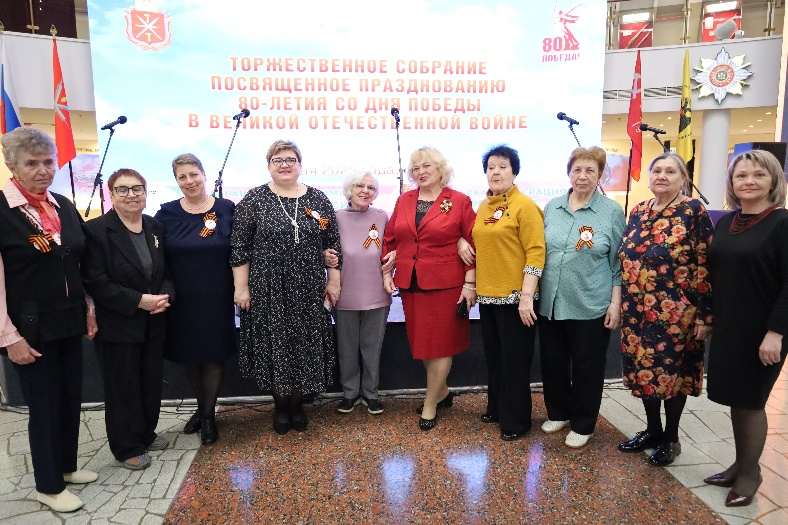 80
ПОБЕДА!
ТОРЖЕСТВЕННОЕ СОБРАНИЕ
ПОСВЯЩЕННОЕ ПРАЗДНОВАНИЮ
80-ЛЕТИЯ СО ДНЯ ПОБЕДЫ
В ВЕЛИКОЙ ОТЕЧЕСТВЕННОЙ ВОЙНЕ